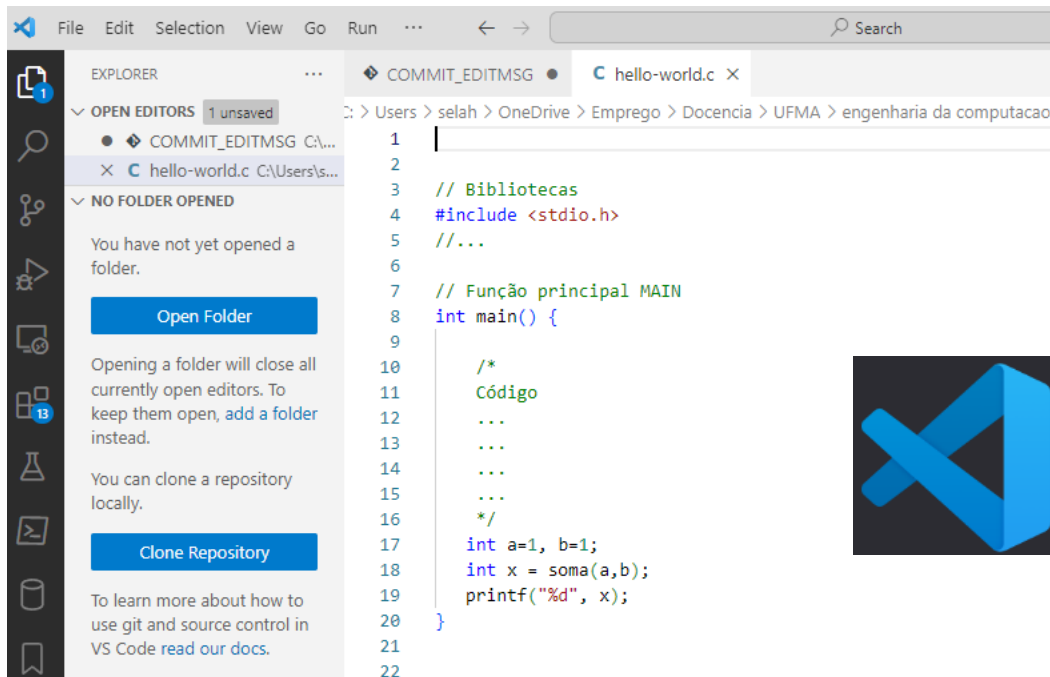 File Edit Selection View Go Run ··· ← → Search
EXPLORER ···
OPEN EDITORS 1 unsaved
COMMIT_EDITMSG C:\...
hello-world.c C:\Users\s...
NO FOLDER OPENED
You have not yet opened a
folder.
Open Folder
Opening a folder will close all
currently open editors. To
keep them open, add a folder
instead.
You can clone a repository
locally.
Clone Repository
To learn more about how to
use git and source control in
VS Code read our docs.
1
13
COMMIT_EDITMSG ● C hello-world.c ×
C: > Users > selah > OneDrive > Emprego > Docencia > UFMA > engenharia da computacao
1
2
3 // Bibliotecas
4 #include <stdio.h>
5 //...
6
7 // Função principal MAIN
8 int main() {
9
10 /*
11 Código
12 ...
13 ...
14 ...
15 ...
16 */
17 int a=1, b=1;
18 int x = soma(a,b);
19 printf("%d", x);
20 }
21
22